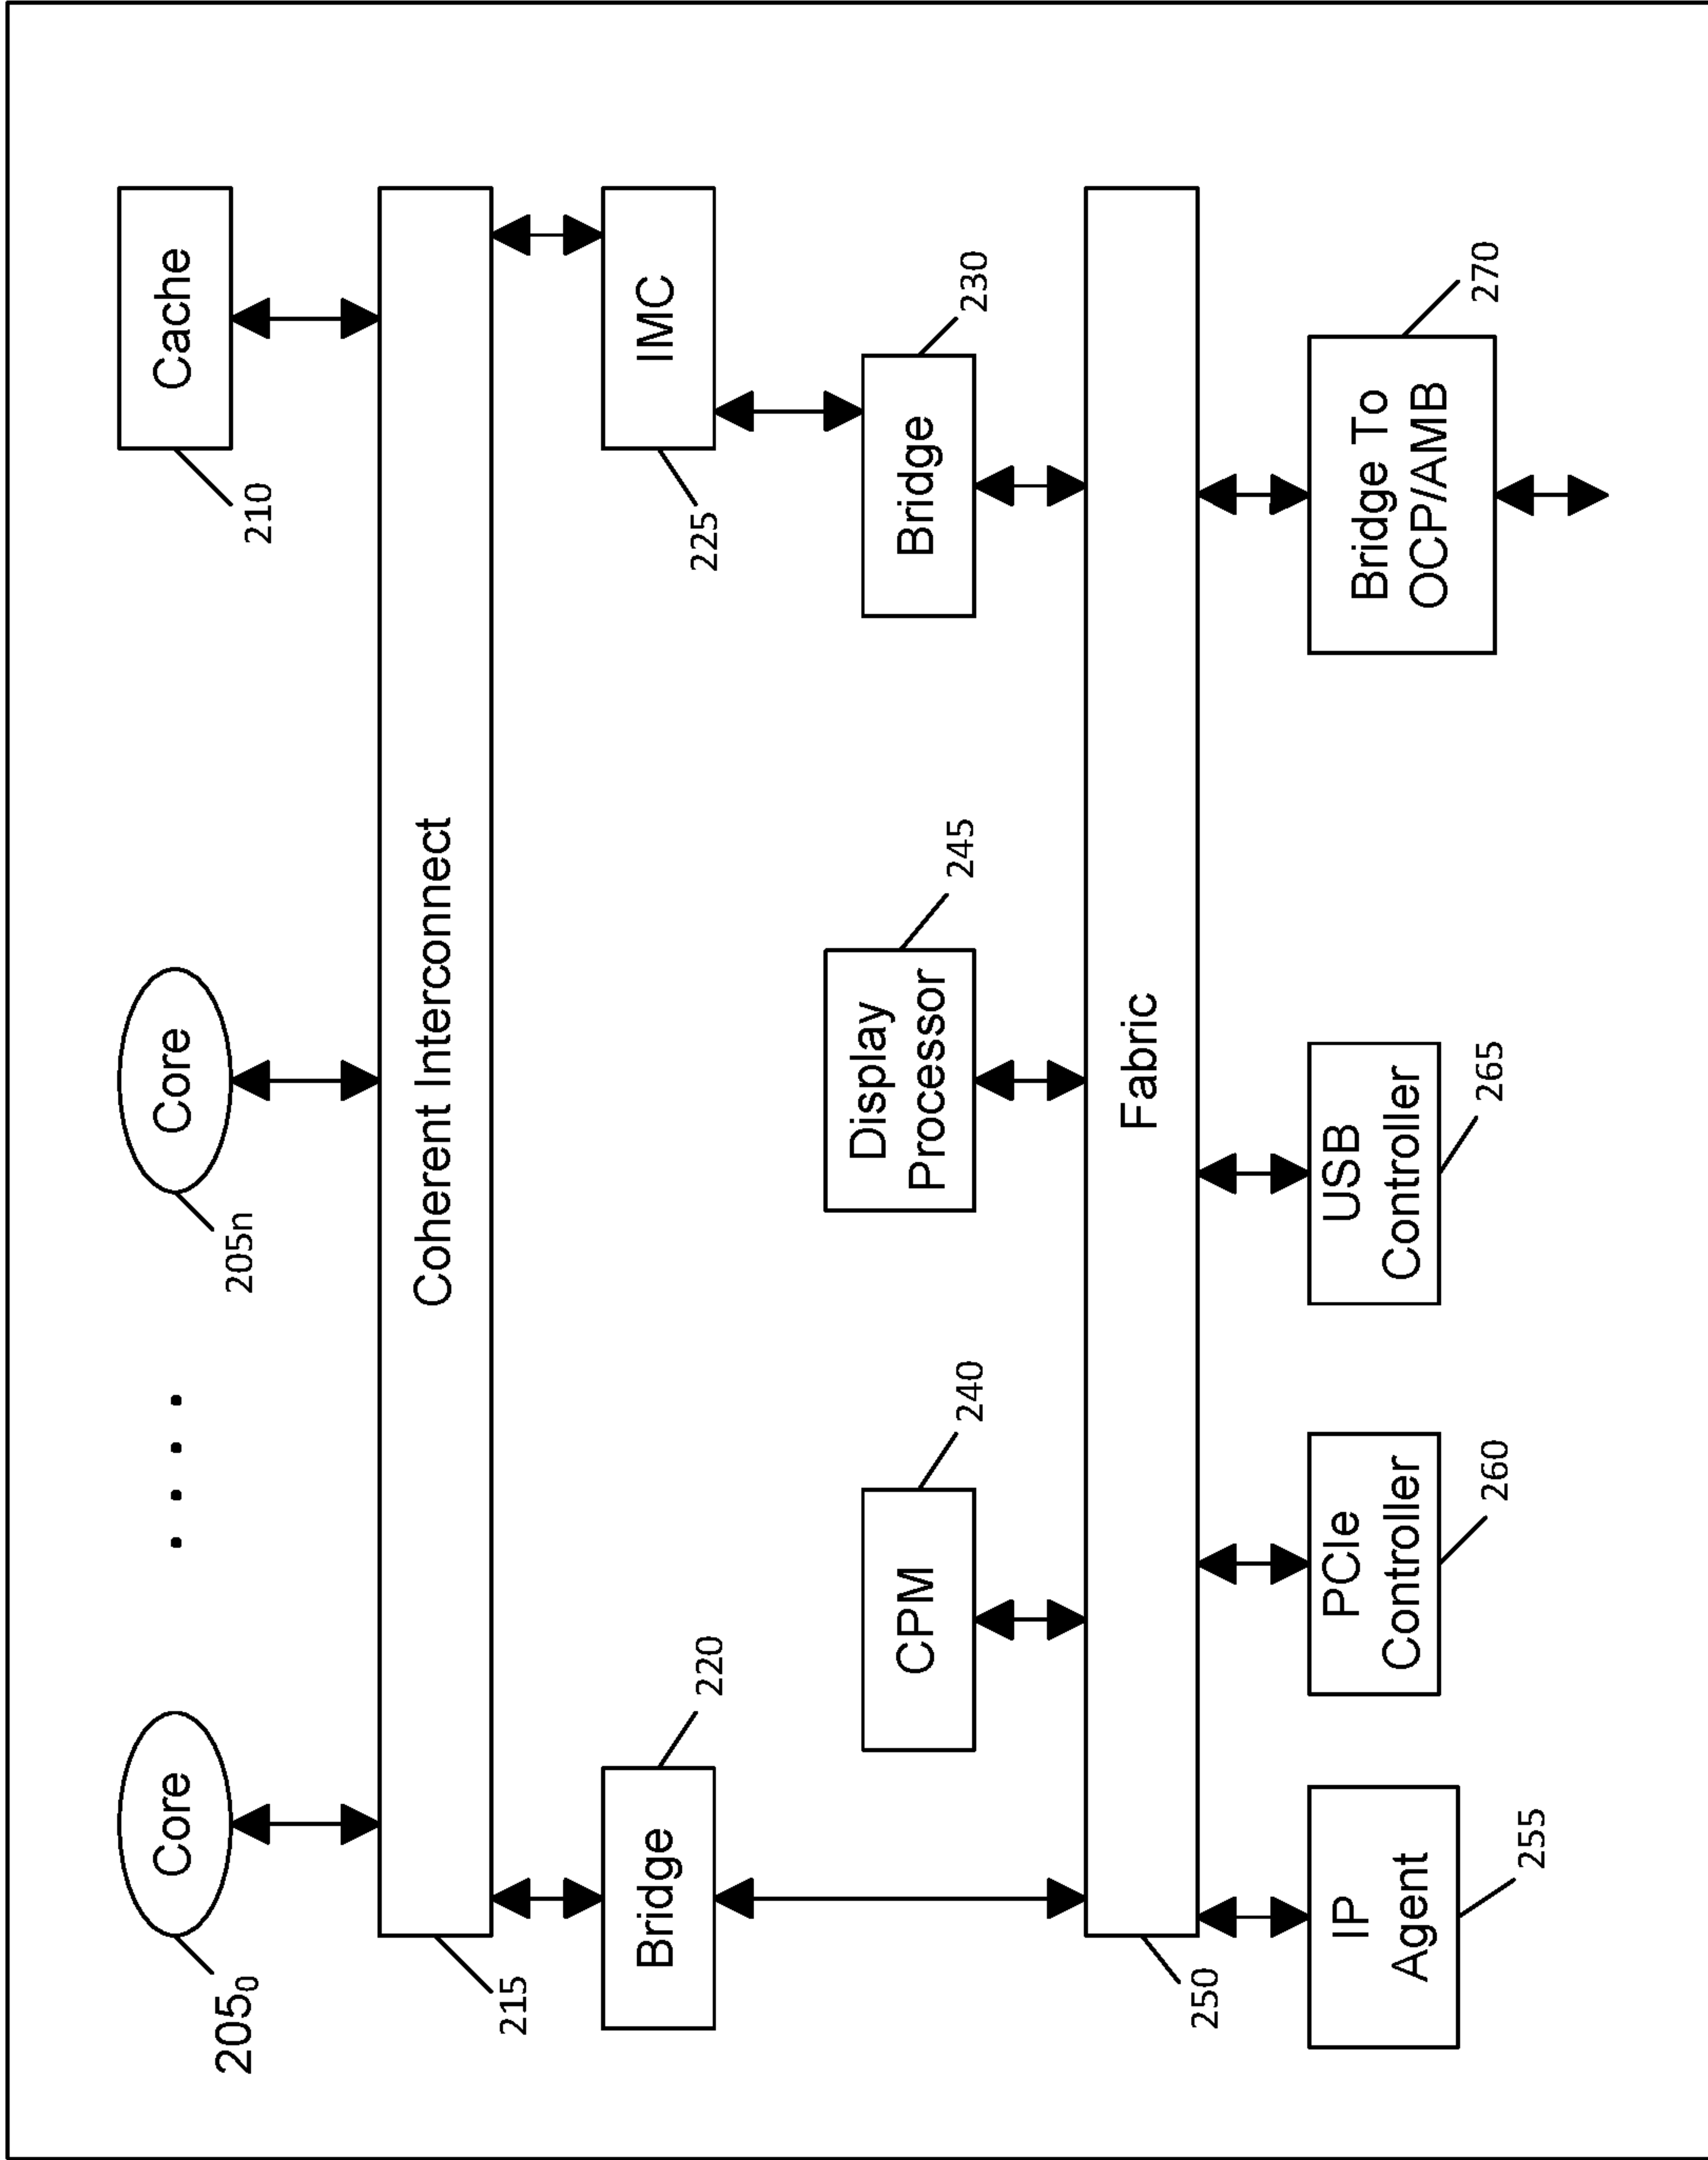 Core
Core
Cache
205₀
205n
210
Coherent Interconnect
215
Bridge
220
IMC
225
CPM
240
Display
Processor
245
Bridge
230
Fabric
250
IP
Agent
255
PCIe
Controller
260
USB
Controller
265
Bridge To
OCP/AMB
270